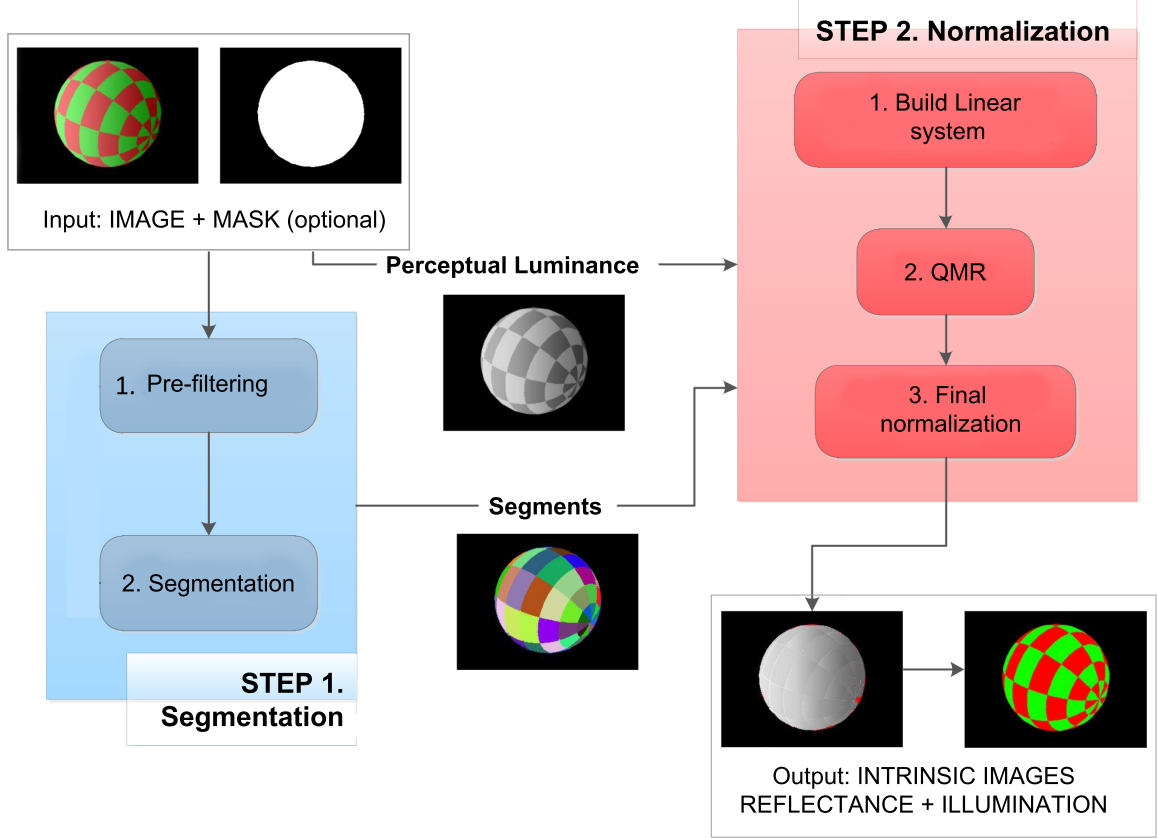 Input: IMAGE + MASK (optional)
Perceptual Luminance
1. Pre-filtering
2. Segmentation
STEP 1.
Segmentation
Segments
STEP 2. Normalization
1. Build Linear
system
2. QMR
3. Final
normalization
Output: INTRINSIC IMAGES
REFLECTANCE + ILLUMINATION